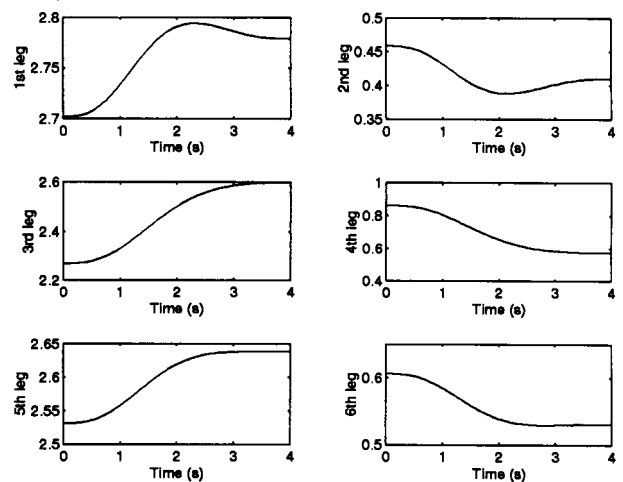 2.8
2.75
2.7
1st leg
0 1 2 3 4
Time (s)
0.5
0.45
0.4
0.35
2nd leg
0 1 2 3 4
Time (s)
2.6
2.4
2.2
3rd leg
0 1 2 3 4
Time (s)
1
0.8
0.6
0.4
4th leg
0 1 2 3 4
Time (s)
2.65
2.6
2.55
2.5
5th leg
0 1 2 3 4
Time (s)
0.6
0.5
6th leg
0 1 2 3 4
Time (s)